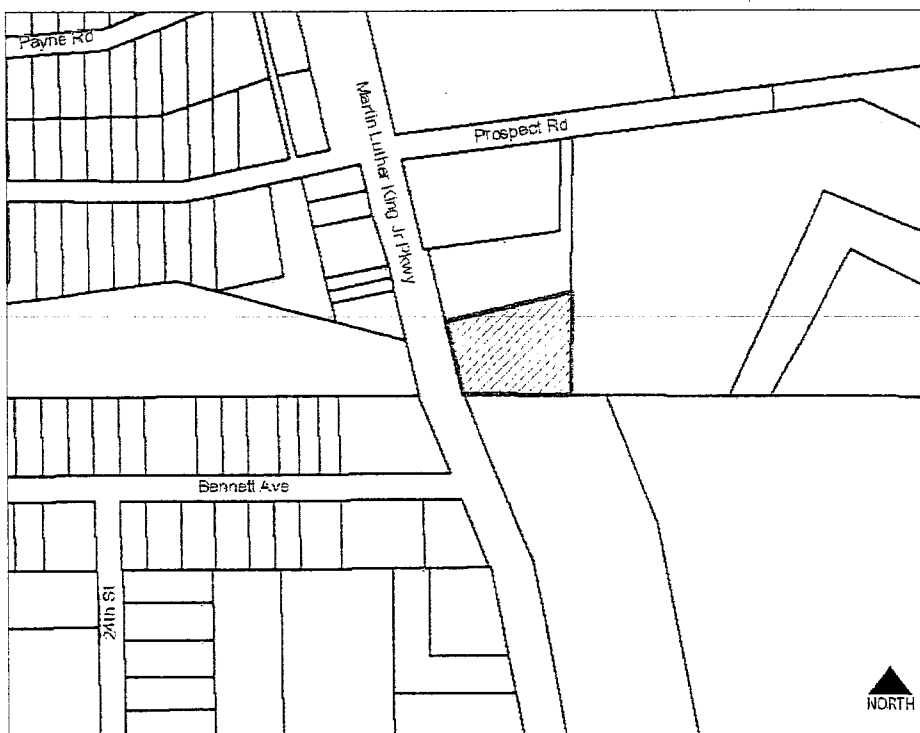 Payne Rd
Prospect Rd
Martin Luther King Jr Pkwy
Bennett Ave
24th St
NORTH